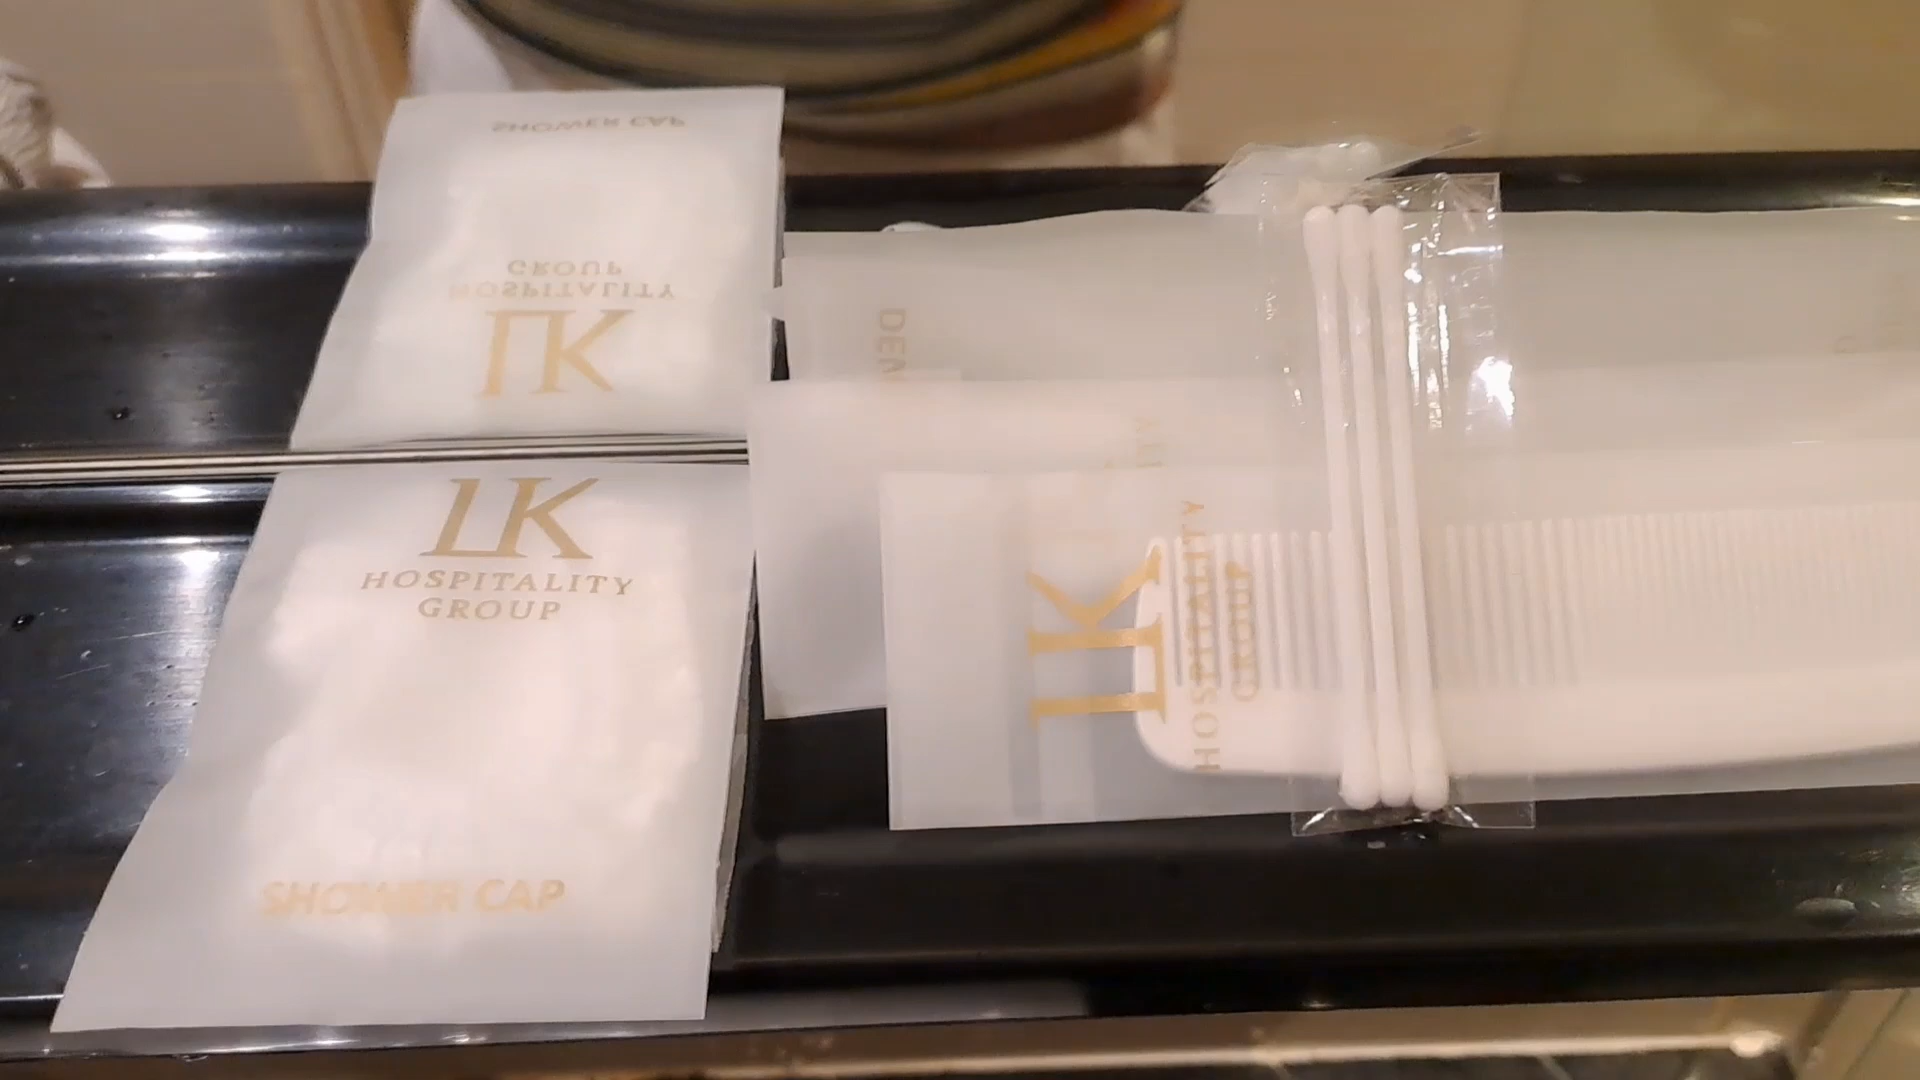 LK
HOSPITALITY
GROUP
SHOWER CAP
SHOWER CAP
GROUP
HOSPITALITY
LK
LK
HOSPITALITY
GROUP